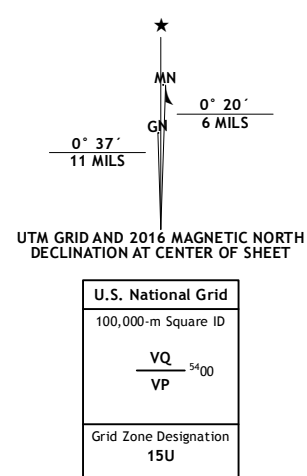 ★
MN
0° 20´
6 MILS
GN
0° 37´
11 MILS
UTM GRID AND 2016 MAGNETIC NORTH
DECLINATION AT CENTER OF SHEET
U.S. National Grid
100,000-m Square ID
VQ
5400
VP
Grid Zone Designation
15U